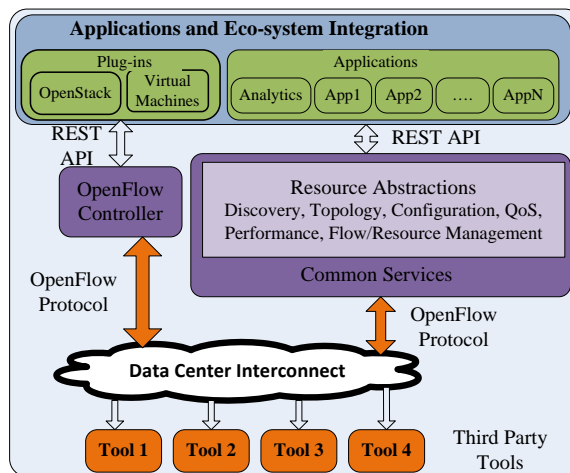 Applications and Eco-system Integration
Plug-ins
OpenStack
Virtual
Machines
Applications
Analytics
App1
App2
....
AppN
REST
API
REST API
OpenFlow
Controller
Resource Abstractions
Discovery, Topology, Configuration, QoS,
Performance, Flow/Resource Management
Common Services
OpenFlow
Protocol
OpenFlow
Protocol
Data Center Interconnect
Tool 1
Tool 2
Tool 3
Tool 4
Third Party
Tools